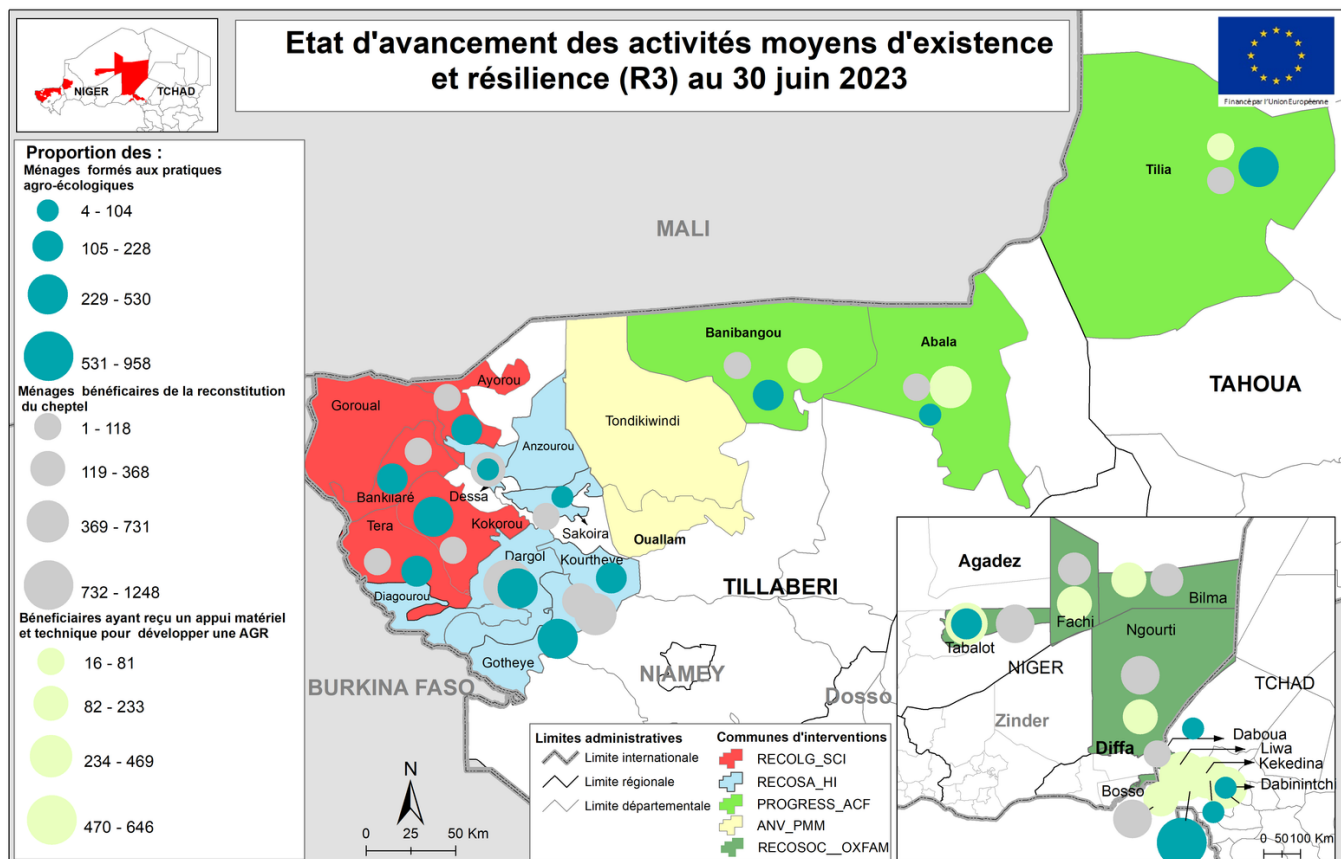 Etat d'avancement des activités moyens d'existence
et résilience (R3) au 30 juin 2023
NIGER
TCHAD
Financé par l'Union Européenne
Proportion des :
Ménages formés aux pratiques
agro-écologiques
4 - 104
105 - 228
229 - 530
531 - 958
Ménages bénéficaires de la reconstitution
du cheptel
1 - 118
119 - 368
369 - 731
732 - 1248
Béneficiaires ayant reçu un appui matériel
et technique pour développer une AGR
16 - 81
82 - 233
234 - 469
470 - 646
MALI
Tilia
Banibangou
Abala
TAHOUA
Ayorou
Goroual
Tondikiwindi
Anzourou
Bankilaré
Dessa
Sakoira
Tera
Kokorou
Ouallam
Dargol
Kourtheye
TILLABERI
Diagourou
Gotheye
NIAMEY
BURKINA FASO
Dosso
N
0 25 50 Km
Limites administratives
Limite internationale
Limite régionale
Limite départementale
Communes d'interventions
RECOLG_SCI
RECOSA_HI
PROGRESS_ACF
ANV_PMM
RECOSOC__OXFAM
Agadez
Bilma
Fachi
Ngourti
Tabalot
NIGER
TCHAD
Zinder
Diffa
Daboua
Liwa
Kekedina
Dabinintchi
Bosso
0 50100 Km